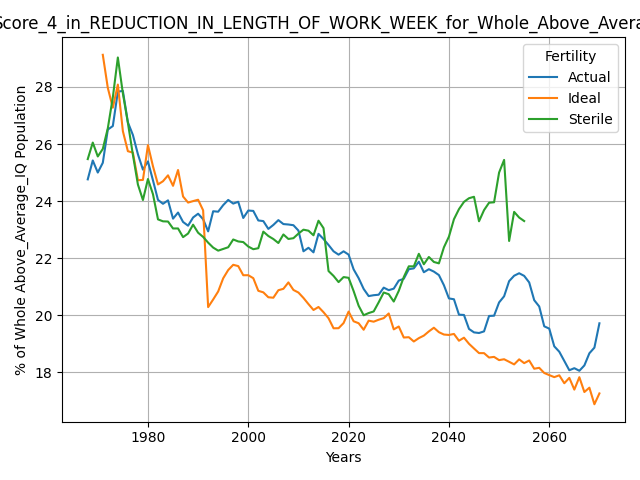 Score_4_in_REDUCTION_IN_LENGTH_OF_WORK_WEEK_for_Whole_Above_Avera
Fertility
Actual
Ideal
Sterile
% of Whole Above_Average_IQ Population
28
26
24
22
20
18
1980
2000
2020
2040
2060
Years